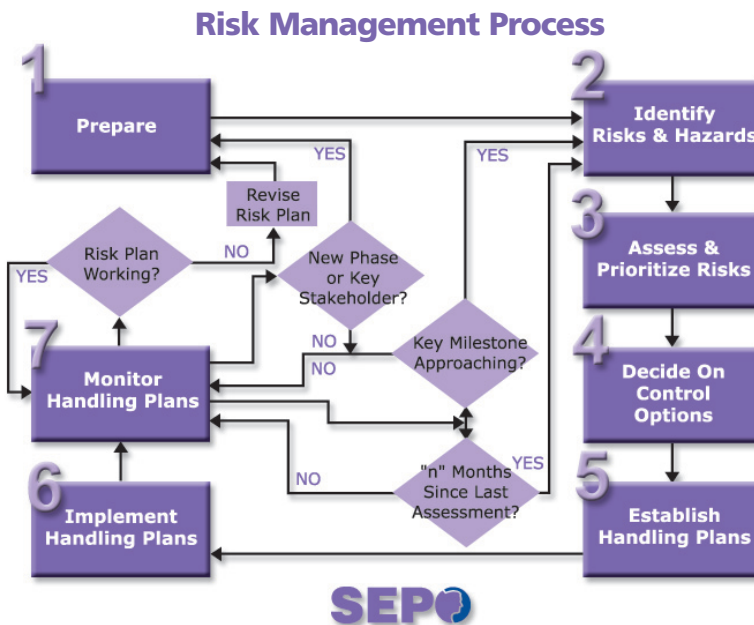 Risk Management Process
1
Prepare
2
Identify
Risks & Hazards
YES
YES
Revise
Risk Plan
3
Assess &
Prioritize Risks
Risk Plan
Working?
NO
YES
New Phase
or Key
Stakeholder?
YES
NO
NO
Key Milestone
Approaching?
4
Decide On
Control
Options
7
Monitor
Handling Plans
"n" Months
Since Last
Assessment?
YES
NO
6
Implement
Handling Plans
5
Establish
Handling Plans
SEPO